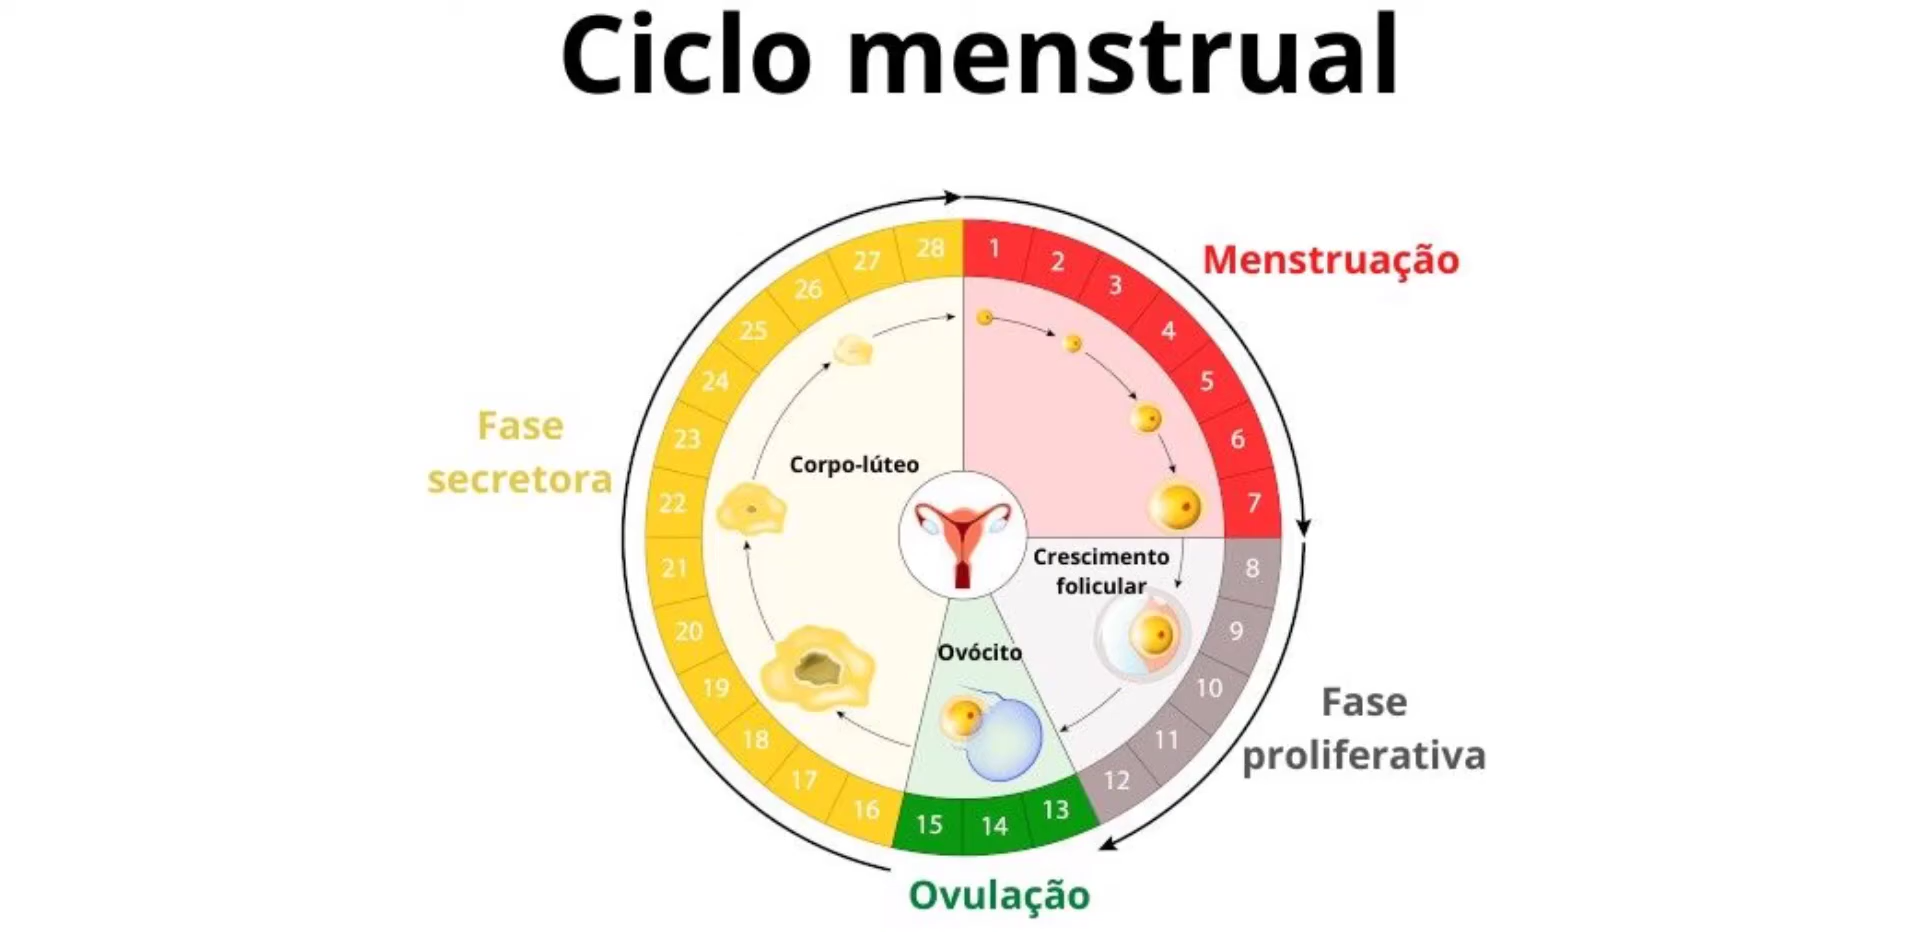 Ciclo menstrual
Menstruação
Fase
proliferativa
Ovulação
Fase
secretora
Corpo-lúteo
Crescimento
folicular
Ovócito
1
2
3
4
5
6
7
8
9
10
11
12
13
14
15
16
17
18
19
20
21
22
23
24
25
26
27
28